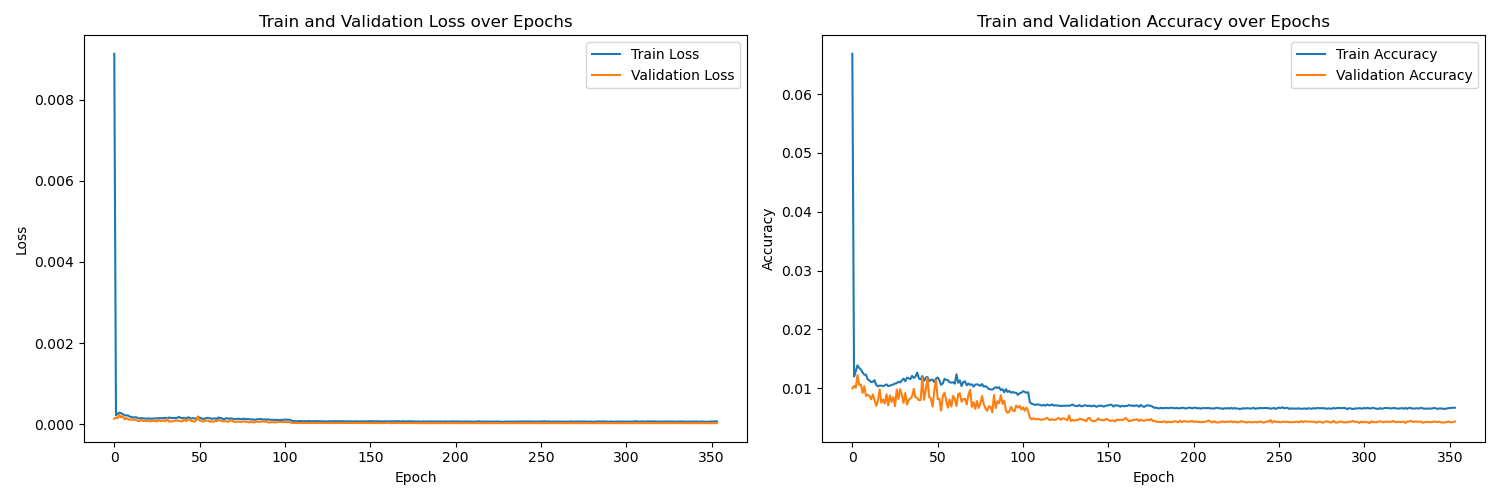 Train and Validation Loss over Epochs
Train Loss
Validation Loss
0.008
0.006
0.004
0.002
0.000
Loss
0
50
100
150
200
250
300
350
Epoch
Train and Validation Accuracy over Epochs
Train Accuracy
Validation Accuracy
0.06
0.05
0.04
0.03
0.02
0.01
Accuracy
0
50
100
150
200
250
300
350
Epoch